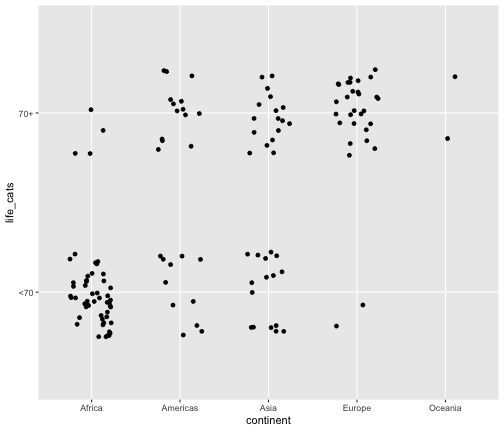 70+
life_cats
<70
Africa Americas Asia Europe Oceania
continent